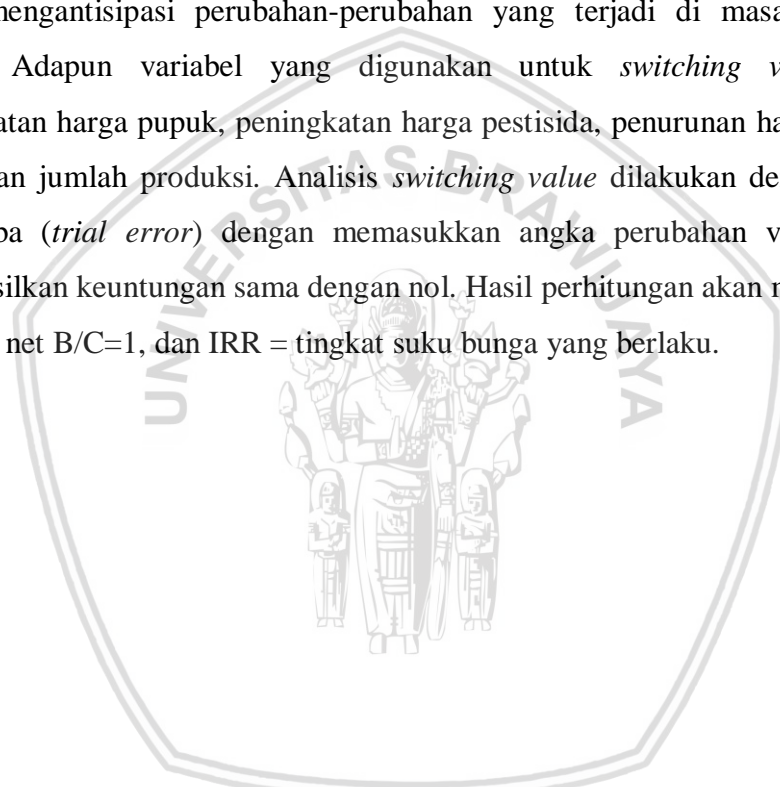 mengantisipasi perubahan-perubahan yang terjadi di masa
Adapun variabel yang digunakan untuk switching v
atan harga pupuk, peningkatan harga pestisida, penurunan ha
an jumlah produksi. Analisis switching value dilakukan de
ba (trial error) dengan memasukkan angka perubahan v
silkan keuntungan sama dengan nol. Hasil perhitungan akan
net B/C=1, dan IRR = tingkat suku bunga yang berlaku.
UNIVERSITAS BRAWIJAYA